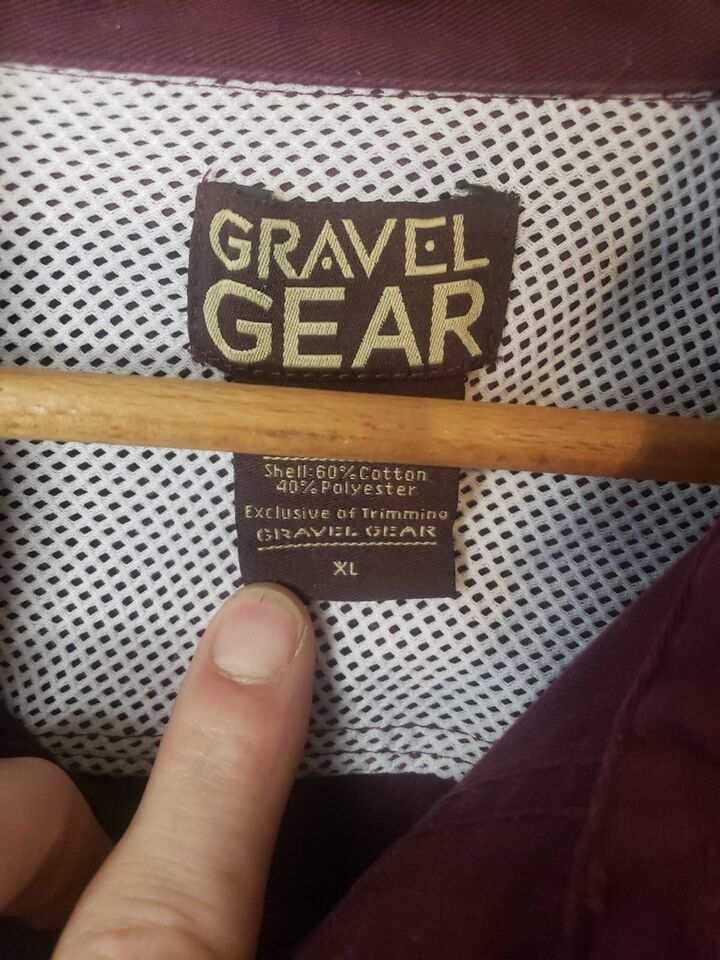 GRAVEL
GEAR
Shell:60%Cotton
40%Polyester
Exclusive of Trimming
GRAVEL GEAR
XL